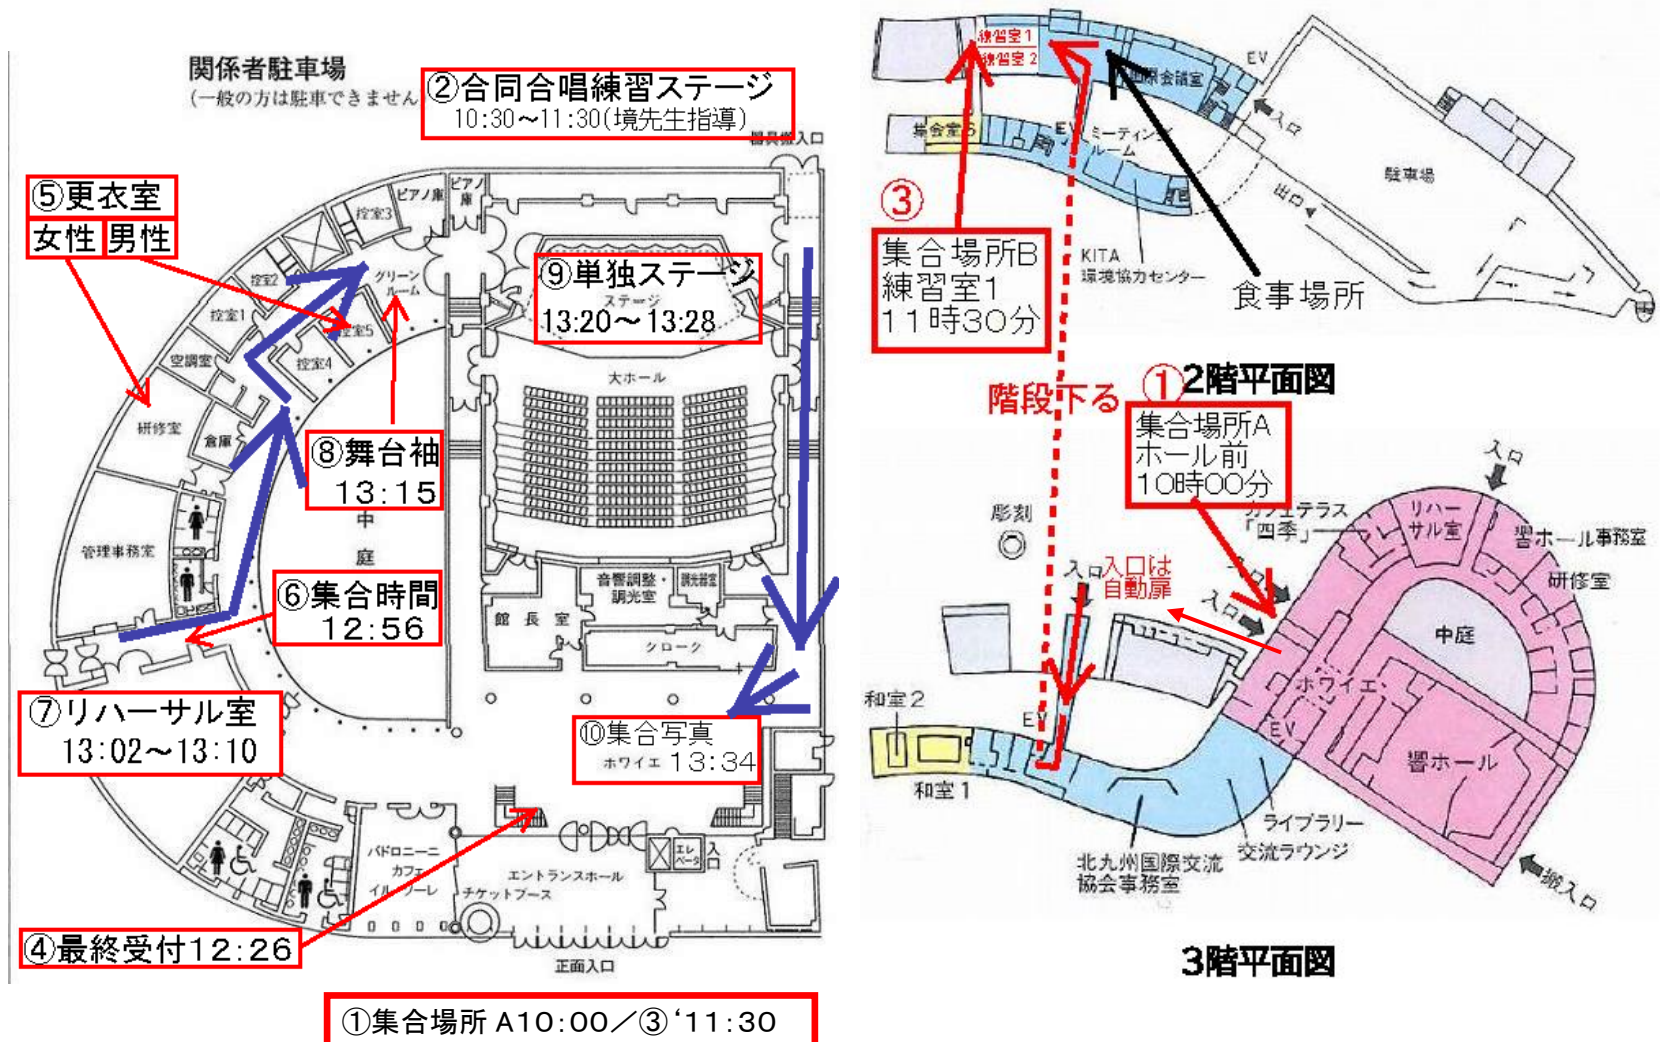 関係者駐車場
(一般の方は駐車できません
②合同合唱練習ステージ
10:30～11:30(境先生指導)
器具搬入口
⑤更衣室
女性 男性
ピアノ庫
ピアノ庫
控室3
グリーンルーム
控室2
控室1
控室5
控室4
空調室
研修室
倉庫
⑨単独ステージ
ステージ
13:20～13:28
大ホール
⑧舞台袖
13:15
中庭
管理事務室
⑥集合時間
12:56
音響調整・調光室
調光器室
館長室
クローク
⑦リハーサル室
13:02～13:10
⑩集合写真
ホワイエ 13:34
パドロニーニ
カフェ
イル・ソーレ
エントランスホール
チケットブース
エレベータ
入口
④最終受付12:26
正面入口
①集合場所 A10:00／③‘11:30
練習室1
練習室2
国際会議室
EV
入口
集会室6
EV
ミーティングルーム
駐車場
出口
KITA
環境協力センター
③
集合場所B
練習室1
11時30分
食事場所
2階平面図
階段下る
①
集合場所A
ホール前
10時00分
入口
彫刻
カフェテラス
「四季」
リハーサル室
響ホール事務室
研修室
入口
入口は
自動扉
入口
入口
中庭
ホワイエ
和室2
EV
EV
響ホール
和室1
ライブラリー
交流ラウンジ
北九州国際交流
協会事務室
搬入口
3階平面図